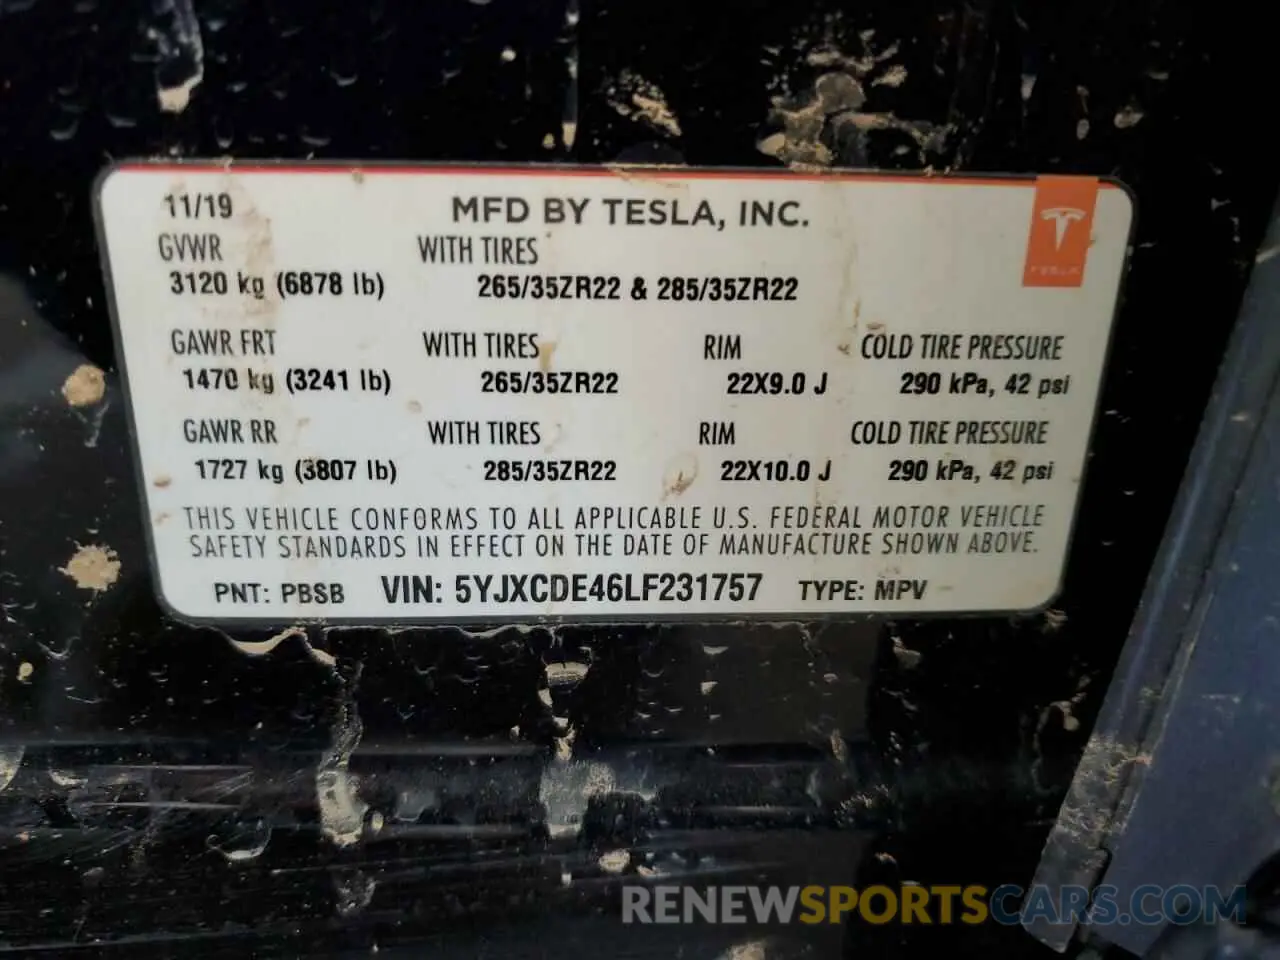 11/19 MFD BY TESLA, INC.
GVWR WITH TIRES
3120 kg (6878 lb) 265/35ZR22 & 285/35ZR22
TESLA
GAWR FRT WITH TIRES RIM COLD TIRE PRESSURE
1470 kg (3241 lb) 265/35ZR22 22X9.0 J 290 kPa, 42 psi
GAWR RR WITH TIRES RIM COLD TIRE PRESSURE
1727 kg (3807 lb) 285/35ZR22 22X10.0 J 290 kPa, 42 psi
THIS VEHICLE CONFORMS TO ALL APPLICABLE U.S. FEDERAL MOTOR VEHICLE
SAFETY STANDARDS IN EFFECT ON THE DATE OF MANUFACTURE SHOWN ABOVE.
PNT: PBSB VIN: 5YJXCDE46LF231757 TYPE: MPV
RENEWSPORTSCARS.COM